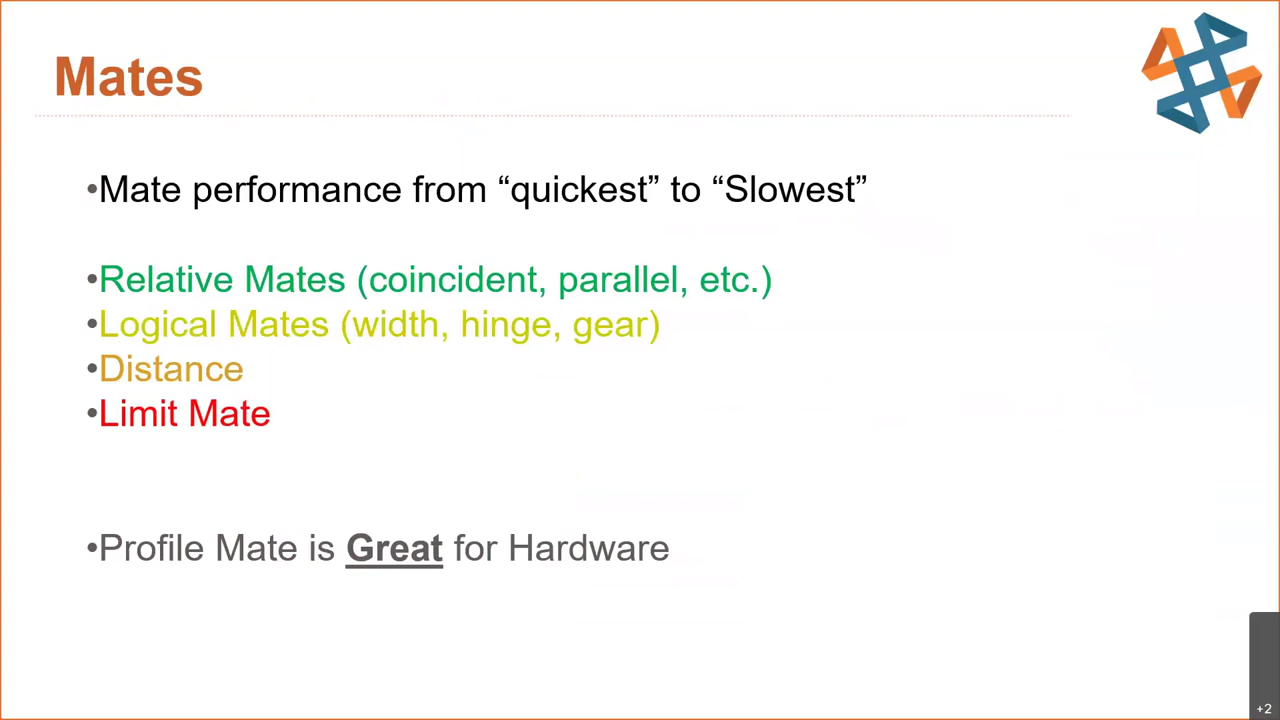 Mates
•Mate performance from “quickest” to “Slowest”
•Relative Mates (coincident, parallel, etc.)
•Logical Mates (width, hinge, gear)
•Distance
•Limit Mate
•Profile Mate is Great for Hardware
+2